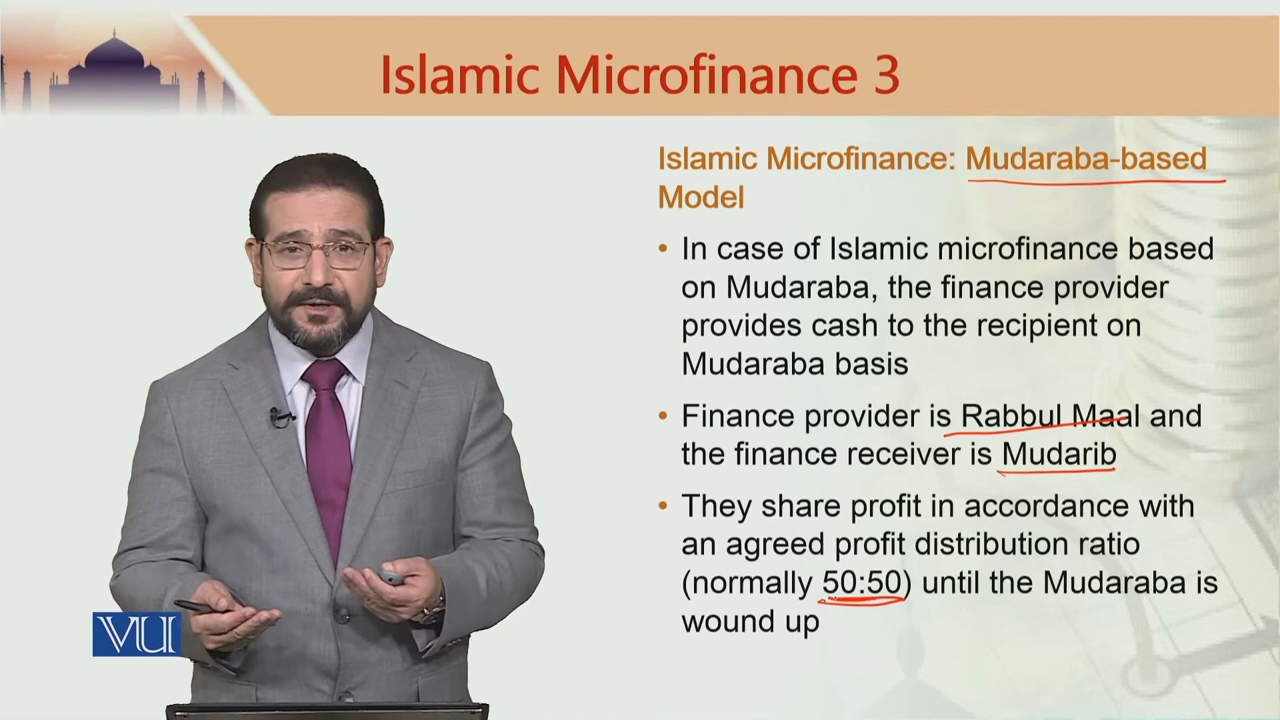 Islamic Microfinance 3
Islamic Microfinance: Mudaraba-based
Model
• In case of Islamic microfinance based
on Mudaraba, the finance provider
provides cash to the recipient on
Mudaraba basis
• Finance provider is Rabbul Maal and
the finance receiver is Mudarib
• They share profit in accordance with
an agreed profit distribution ratio
(normally 50:50) until the Mudaraba is
wound up
VU